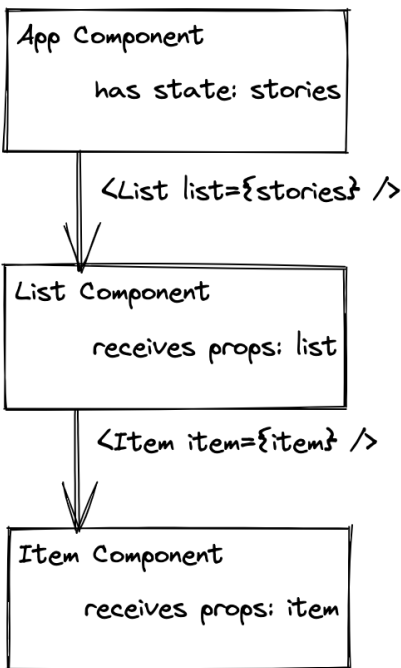 App Component
has state: stories
<List list={stories} />
List Component
receives props: list
<Item item={item} />
Item Component
receives props: item